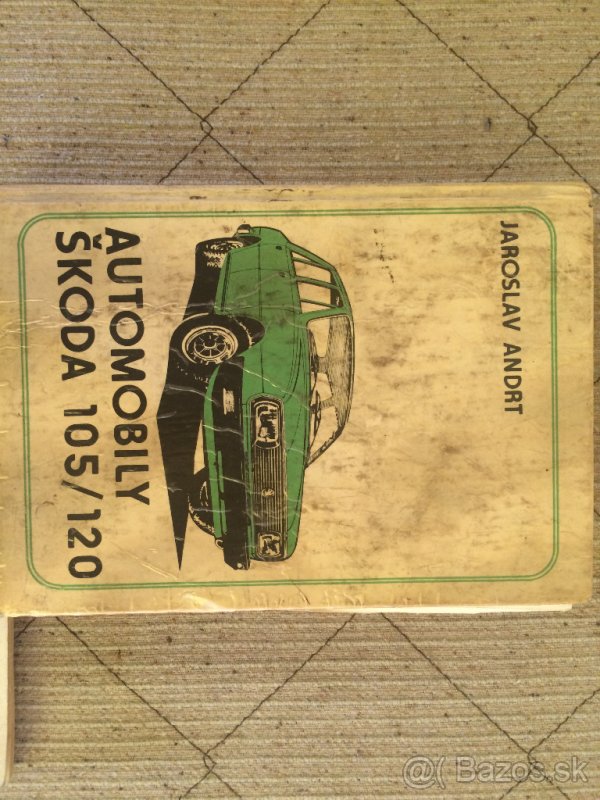 JAROSLAV ANDRT
AUTOMOBILY
ŠKODA 105/120
@( Bazos.sk